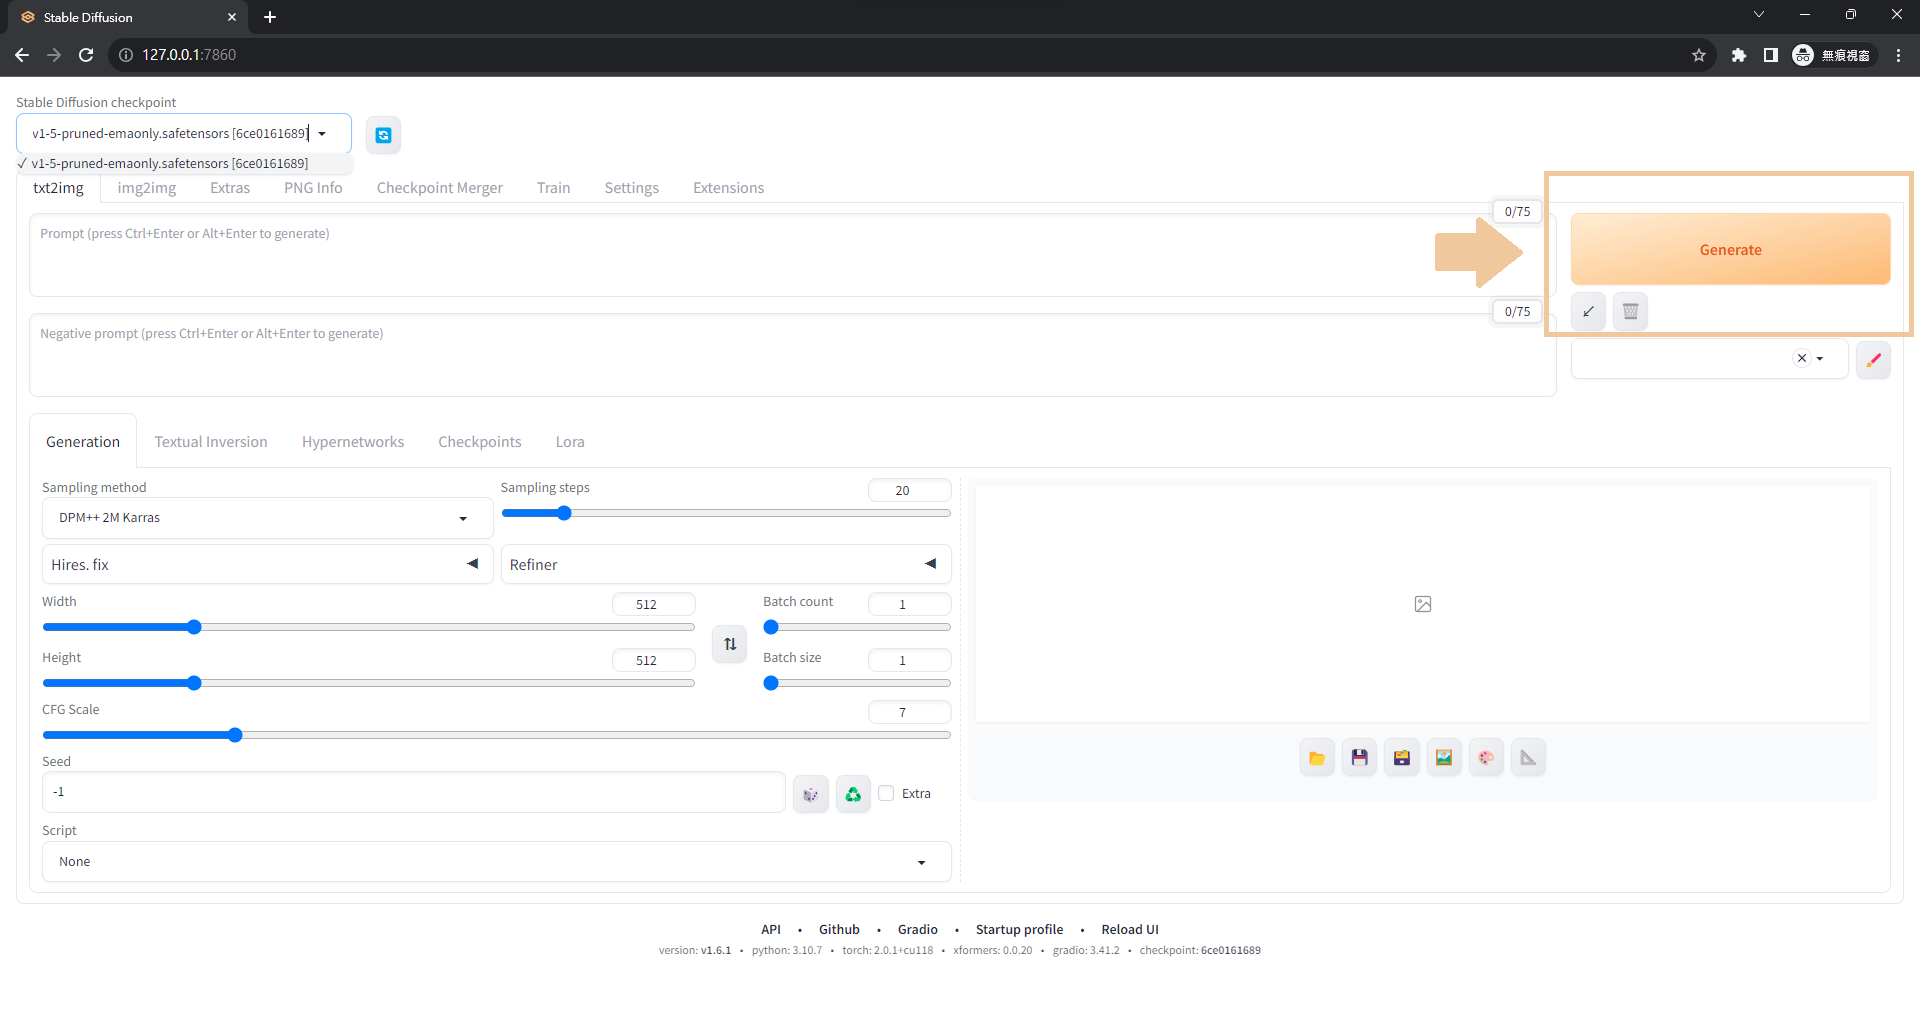 Stable Diffusion
127.0.0.1:7860
無痕視窗
Stable Diffusion checkpoint
v1-5-pruned-emaonly.safetensors [6ce0161689]
✓ v1-5-pruned-emaonly.safetensors [6ce0161689]
txt2img img2img Extras PNG Info Checkpoint Merger Train Settings Extensions
0/75
Prompt (press Ctrl+Enter or Alt+Enter to generate)
Generate
0/75
Negative prompt (press Ctrl+Enter or Alt+Enter to generate)
Generation Textual Inversion Hypernetworks Checkpoints Lora
Sampling method
DPM++ 2M Karras
Sampling steps
20
Hires. fix
Refiner
Width
512
Batch count
1
Height
512
Batch size
1
CFG Scale
7
Seed
-1
Extra
Script
None
API • Github • Gradio • Startup profile • Reload UI
version: v1.6.1 • python: 3.10.7 • torch: 2.0.1+cu118 • xformers: 0.0.20 • gradio: 3.41.2 • checkpoint: 6ce0161689